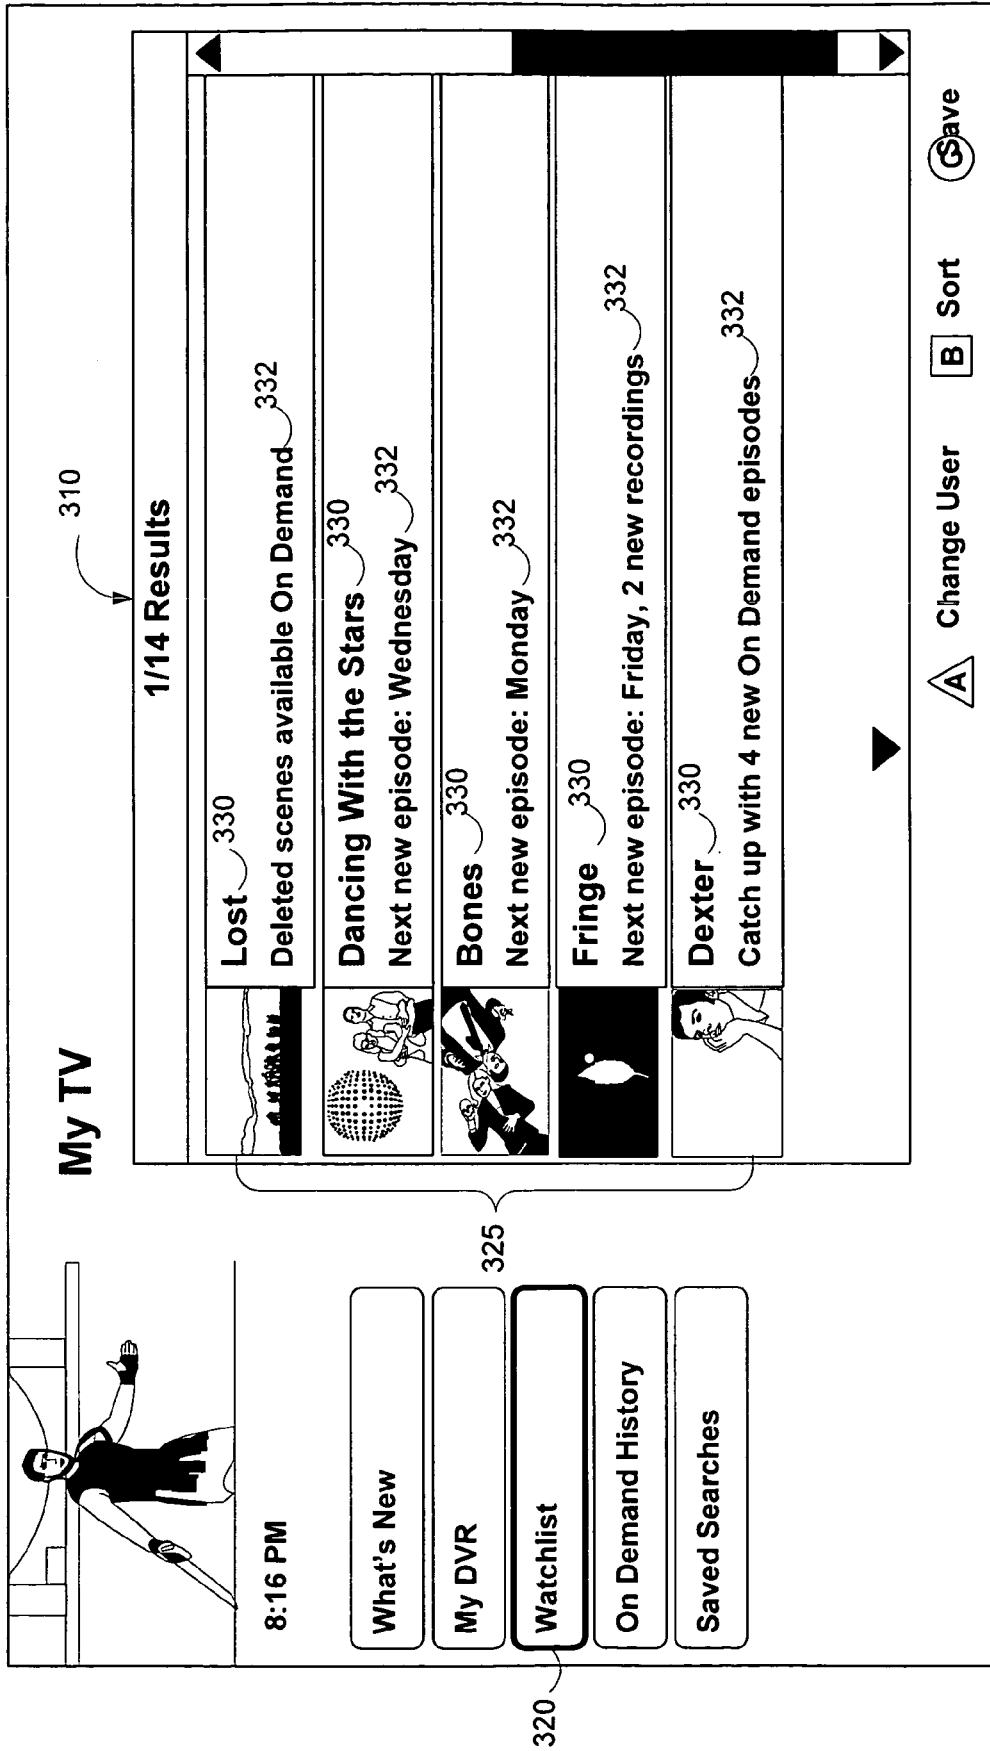 310
My TV
1/14 Results
8:16 PM
What's New
My DVR
Watchlist
On Demand History
Saved Searches
320
325
Lost 330
Deleted scenes available On Demand 332
Dancing With the Stars 330
Next new episode: Wednesday 332
Bones 330
Next new episode: Monday 332
Fringe 330
Next new episode: Friday, 2 new recordings 332
Dexter 330
Catch up with 4 new On Demand episodes 332
A Change User B Sort C Save